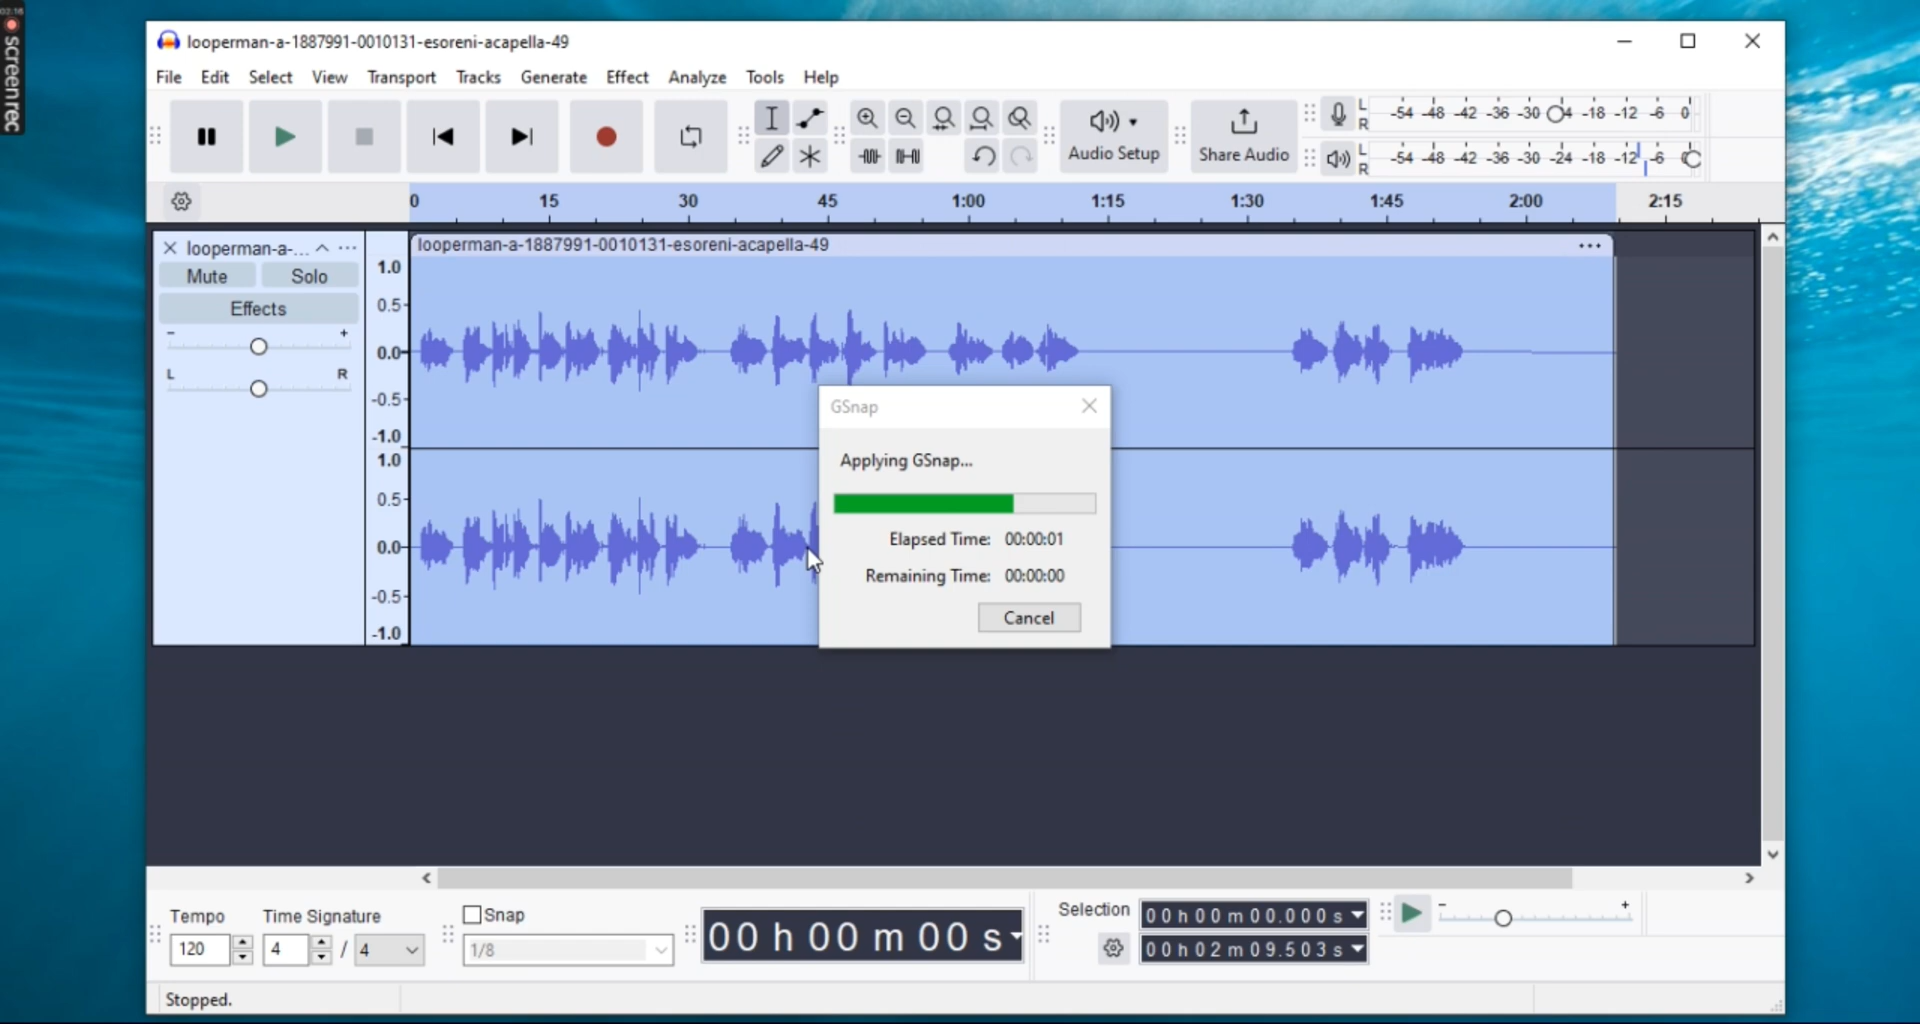 02:16
screenrec
looperman-a-1887991-0010131-esoreni-acapella-49
File Edit Select View Transport Tracks Generate Effect Analyze Tools Help
Audio Setup
Share Audio
L R -54 -48 -42 -36 -30 -24 -18 -12 -6 0
L R -54 -48 -42 -36 -30 -24 -18 -12 -6 0
0 15 30 45 1:00 1:15 1:30 1:45 2:00 2:15
looperman-a-...
looperman-a-1887991-0010131-esoreni-acapella-49
Mute Solo
Effects
- +
L R
1.0
0.5
0.0
-0.5
-1.0
1.0
0.5
0.0
-0.5
-1.0
GSnap
Applying GSnap...
Elapsed Time: 00:00:01
Remaining Time: 00:00:00
Cancel
Tempo
120
Time Signature
4 / 4
Snap
1/8
00 h 00 m 00 s
Selection
00 h 00 m 00.000 s
00 h 02 m 09.503 s
- +
Stopped.